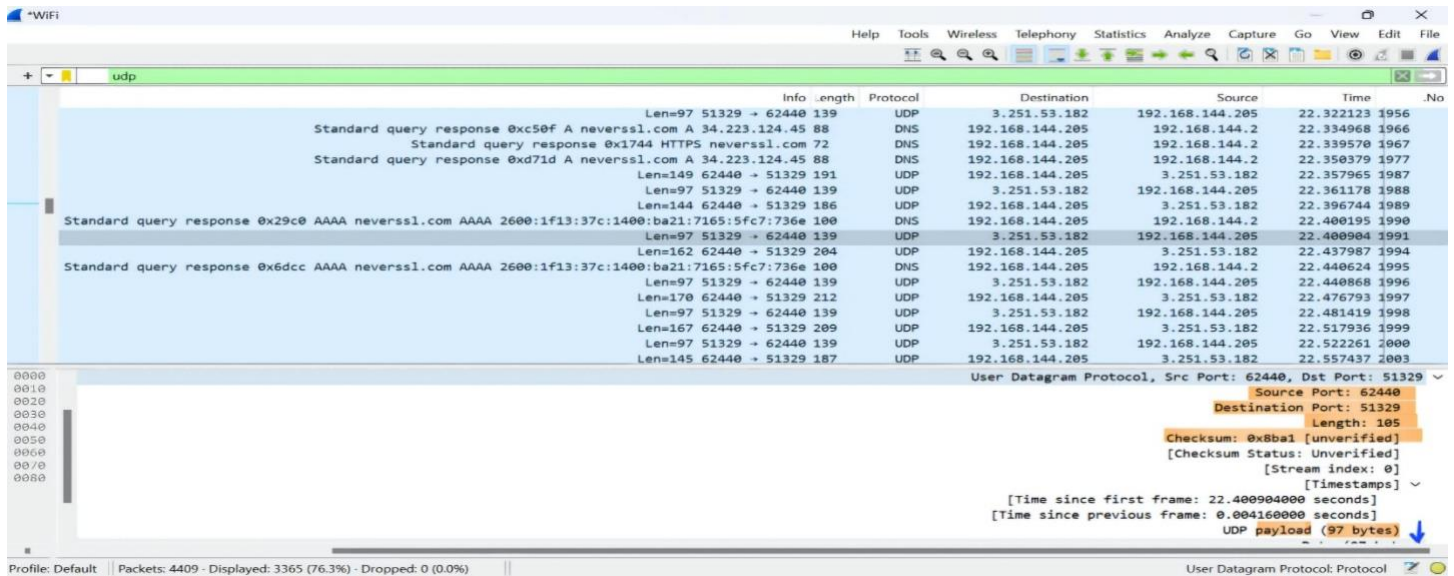 *WiFi
Help Tools Wireless Telephony Statistics Analyze Capture Go View Edit File
udp
Info Length Protocol Destination Source Time .No
Len=97 51329 → 62440 139 UDP 3.251.53.182 192.168.144.205 22.322123 1956
Standard query response 0xc50f A neverssl.com A 34.223.124.45 88 DNS 192.168.144.205 192.168.144.2 22.334968 1966
Standard query response 0x1744 HTTPS neverssl.com 72 DNS 192.168.144.205 192.168.144.2 22.339570 1967
Standard query response 0xd71d A neverssl.com A 34.223.124.45 88 DNS 192.168.144.205 192.168.144.2 22.350379 1977
Len=149 62440 → 51329 191 UDP 192.168.144.205 3.251.53.182 22.357965 1987
Len=97 51329 → 62440 139 UDP 3.251.53.182 192.168.144.205 22.361178 1988
Len=144 62440 → 51329 186 UDP 192.168.144.205 3.251.53.182 22.396744 1989
Standard query response 0x29c0 AAAA neverssl.com AAAA 2600:1f13:37c:1400:ba21:7165:5fc7:736e 100 DNS 192.168.144.205 192.168.144.2 22.400195 1990
Len=97 51329 → 62440 139 UDP 3.251.53.182 192.168.144.205 22.400904 1991
Len=162 62440 → 51329 204 UDP 192.168.144.205 3.251.53.182 22.437987 1994
Standard query response 0x6dcc AAAA neverssl.com AAAA 2600:1f13:37c:1400:ba21:7165:5fc7:736e 100 DNS 192.168.144.205 192.168.144.2 22.440624 1995
Len=97 51329 → 62440 139 UDP 3.251.53.182 192.168.144.205 22.440868 1996
Len=170 62440 → 51329 212 UDP 192.168.144.205 3.251.53.182 22.476793 1997
Len=97 51329 → 62440 139 UDP 3.251.53.182 192.168.144.205 22.481419 1998
Len=167 62440 → 51329 209 UDP 192.168.144.205 3.251.53.182 22.517936 1999
Len=97 51329 → 62440 139 UDP 3.251.53.182 192.168.144.205 22.522261 2000
Len=145 62440 → 51329 187 UDP 192.168.144.205 3.251.53.182 22.557437 2003
0000
0010
0020
0030
0040
0050
0060
0070
0080
User Datagram Protocol, Src Port: 62440, Dst Port: 51329
Source Port: 62440
Destination Port: 51329
Length: 105
Checksum: 0x8ba1 [unverified]
[Checksum Status: Unverified]
[Stream index: 0]
[Timestamps]
[Time since first frame: 22.400904000 seconds]
[Time since previous frame: 0.004160000 seconds]
UDP payload (97 bytes)
Profile: Default Packets: 4409 · Displayed: 3365 (76.3%) · Dropped: 0 (0.0%) User Datagram Protocol: Protocol